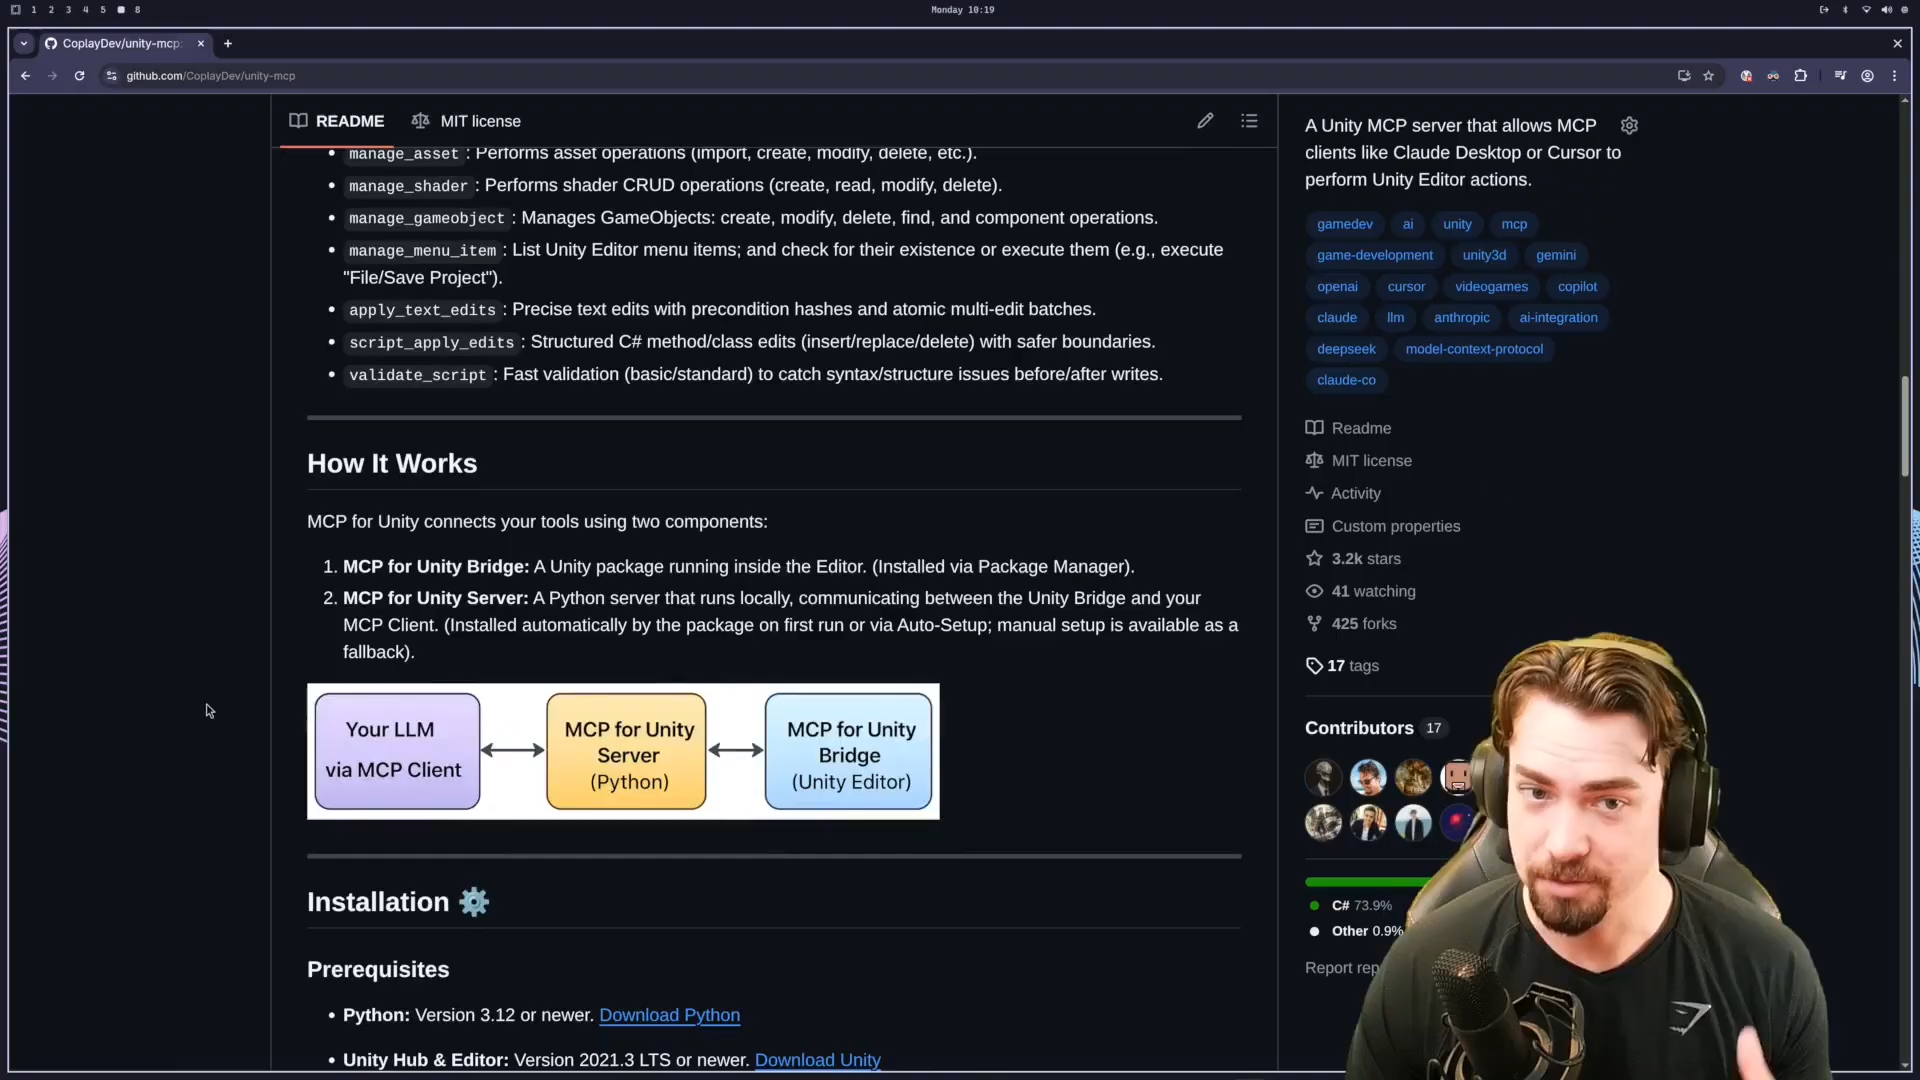 1 2 3 4 5 8
Monday 10:19
CoplayDev/unity-mcp:
github.com/CoplayDev/unity-mcp
README
MIT license
manage_asset : Performs asset operations (import, create, modify, delete, etc.).
manage_shader : Performs shader CRUD operations (create, read, modify, delete).
manage_gameobject : Manages GameObjects: create, modify, delete, find, and component operations.
manage_menu_item : List Unity Editor menu items; and check for their existence or execute them (e.g., execute
"File/Save Project").
apply_text_edits : Precise text edits with precondition hashes and atomic multi-edit batches.
script_apply_edits : Structured C# method/class edits (insert/replace/delete) with safer boundaries.
validate_script : Fast validation (basic/standard) to catch syntax/structure issues before/after writes.
How It Works
MCP for Unity connects your tools using two components:
1. MCP for Unity Bridge: A Unity package running inside the Editor. (Installed via Package Manager).
2. MCP for Unity Server: A Python server that runs locally, communicating between the Unity Bridge and your
MCP Client. (Installed automatically by the package on first run or via Auto-Setup; manual setup is available as a
fallback).
Your LLM
via MCP Client
MCP for Unity
Server
(Python)
MCP for Unity
Bridge
(Unity Editor)
Installation
Prerequisites
Python: Version 3.12 or newer. Download Python
Unity Hub & Editor: Version 2021.3 LTS or newer. Download Unity
A Unity MCP server that allows MCP
clients like Claude Desktop or Cursor to
perform Unity Editor actions.
gamedev ai unity mcp
game-development unity3d gemini
openai cursor videogames copilot
claude llm anthropic ai-integration
deepseek model-context-protocol
claude-co
Readme
MIT license
Activity
Custom properties
3.2k stars
41 watching
425 forks
17 tags
Contributors 17
C# 73.9%
Other 0.9%
Report rep